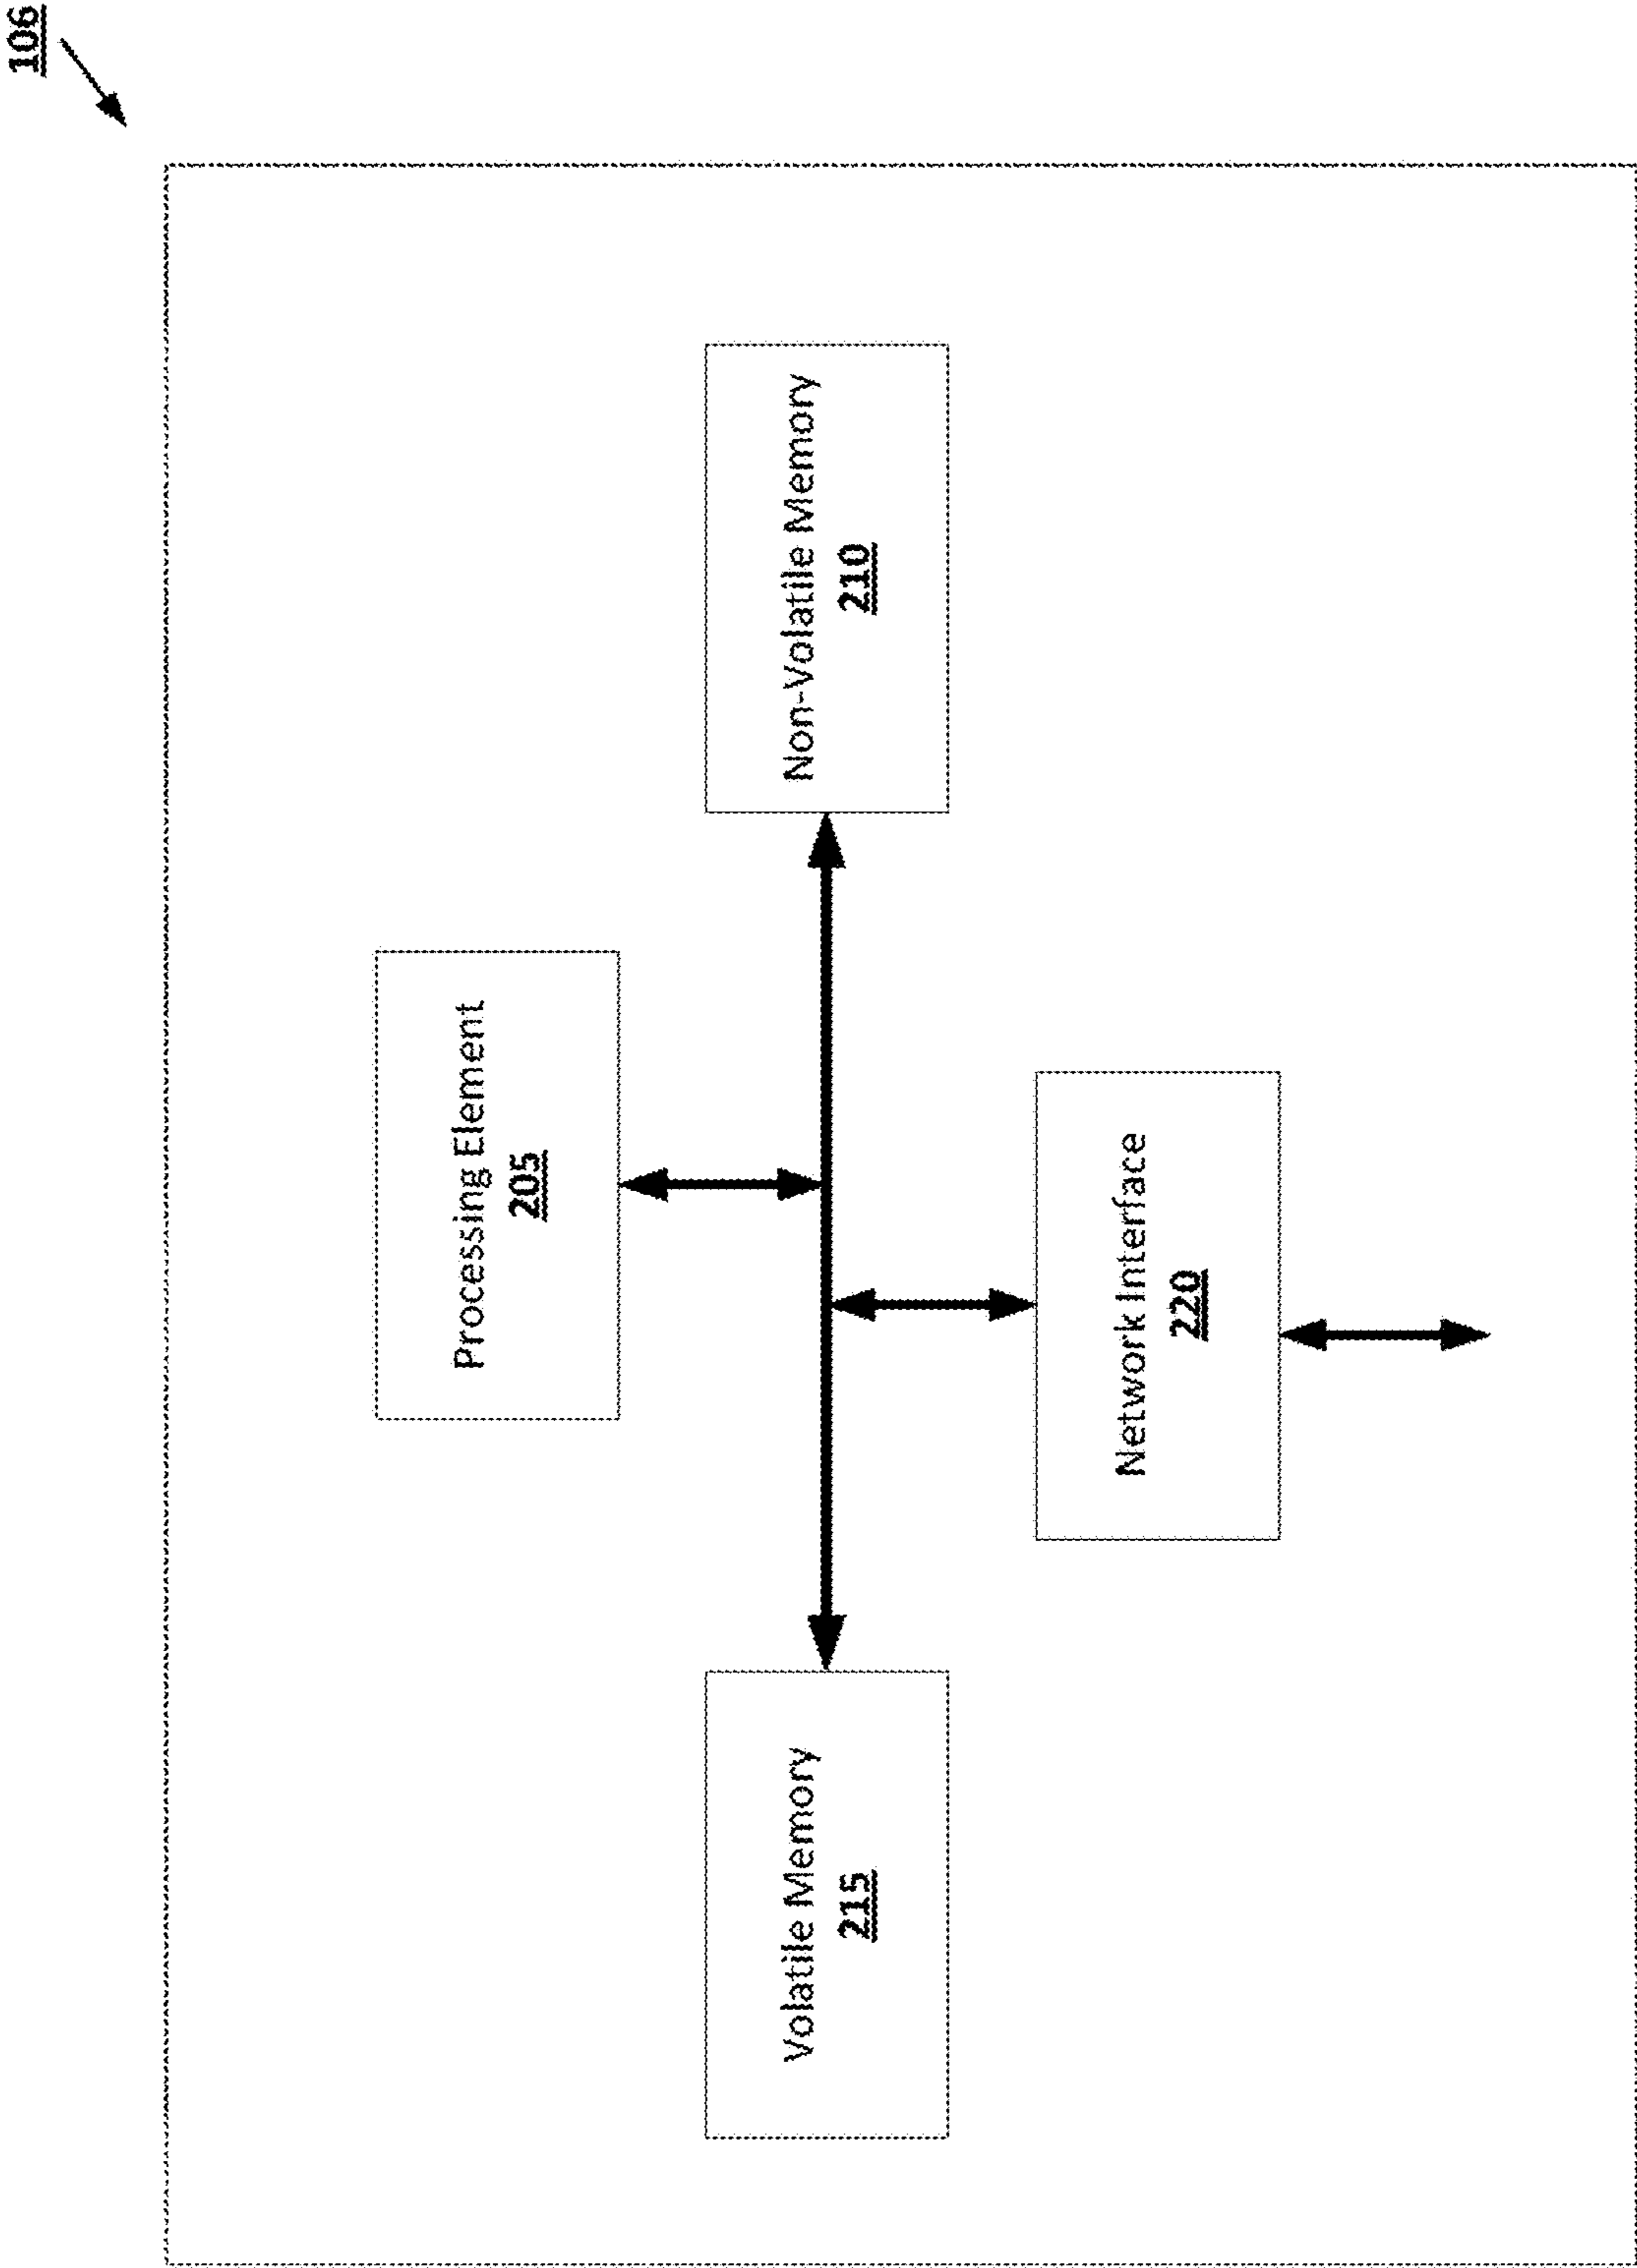 106
Processing Element
205
Volatile Memory
215
Non-Volatile Memory
210
Network Interface
220